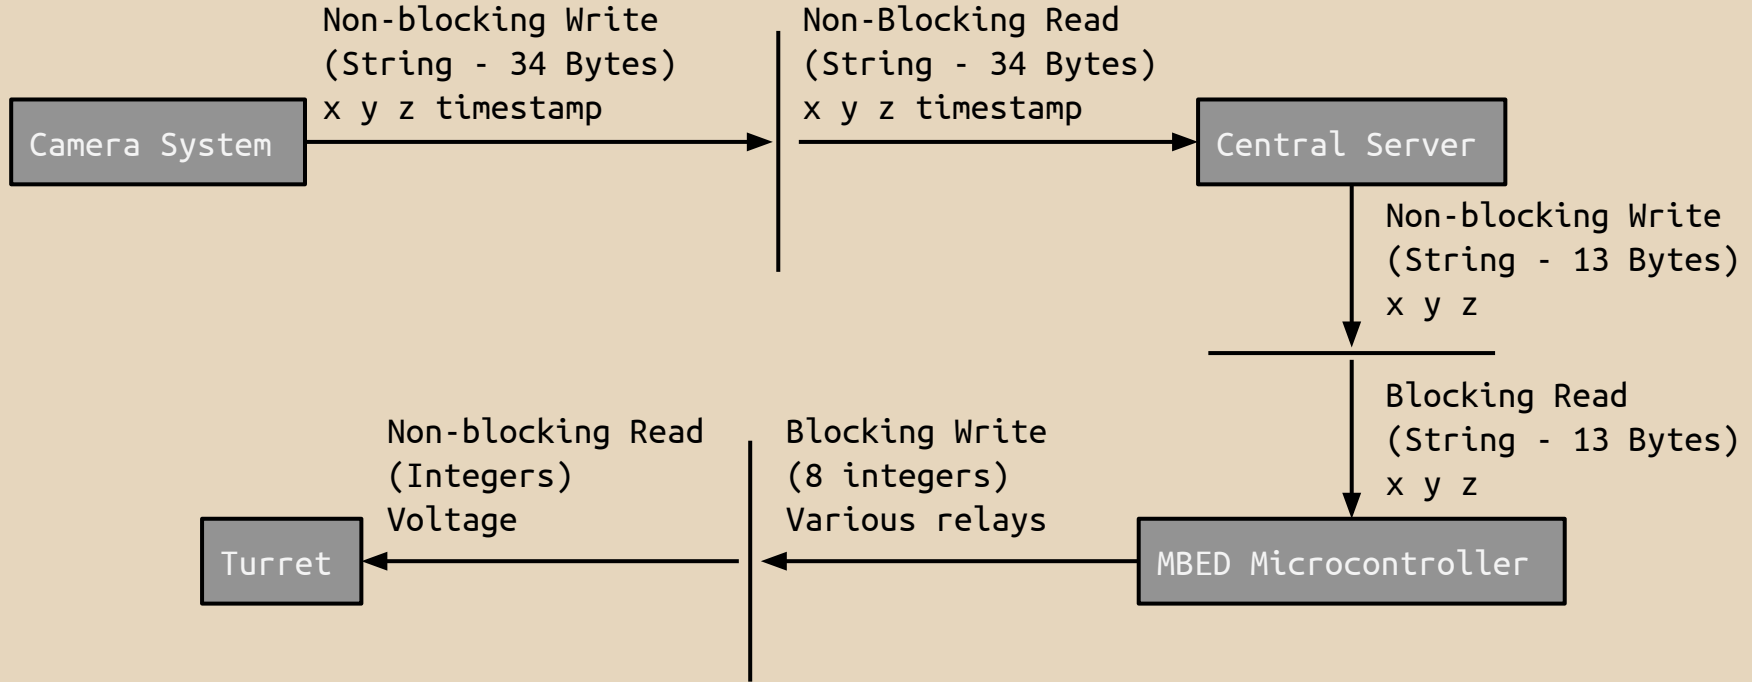 Non-blocking Write
(String - 34 Bytes)
x y z timestamp
Non-Blocking Read
(String - 34 Bytes)
x y z timestamp
Camera System
Central Server
Non-blocking Write
(String - 13 Bytes)
x y z
Blocking Read
(String - 13 Bytes)
x y z
Non-blocking Read
(Integers)
Voltage
Blocking Write
(8 integers)
Various relays
Turret
MBED Microcontroller